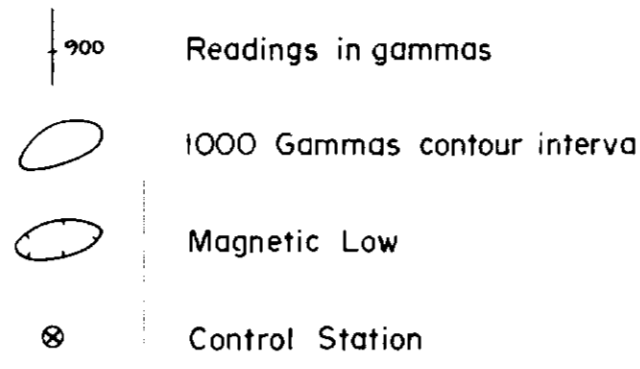 900 Readings in gammas
1000 Gammas contour interva
Magnetic Low
Control Station